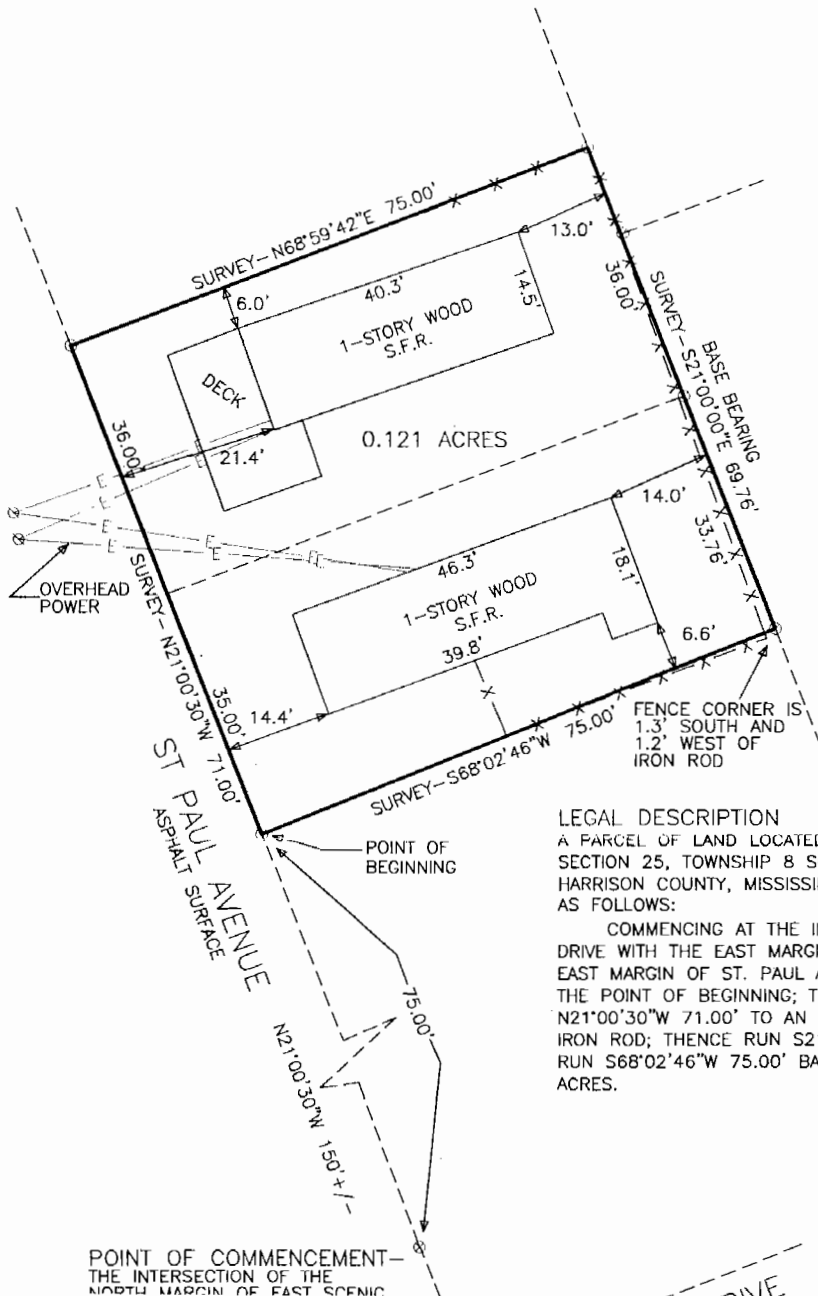 SURVEY-N68°59'42"E 75.00'
6.0'
40.3'
13.0'
14.5'
1-STORY WOOD
S.F.R.
DECK
36.00'
SURVEY-S21°00'00"E 69.76'
BASE BEARING
36.00'
21.4'
0.121 ACRES
E
E
E
E
E
E
OVERHEAD
POWER
46.3'
14.0'
33.76'
18.1'
1-STORY WOOD
S.F.R.
39.8'
6.6'
SURVEY-N21°00'30"W 71.00'
35.00'
14.4'
FENCE CORNER IS
1.3' SOUTH AND
1.2' WEST OF
IRON ROD
SURVEY-S68°02'46"W 75.00'
ST PAUL AVENUE
ASPHALT SURFACE
POINT OF
BEGINNING
75.00'
N21°00'30"W 150'+/-
LEGAL DESCRIPTION
A PARCEL OF LAND LOCATED
SECTION 25, TOWNSHIP 8 S
HARRISON COUNTY, MISSISSI
AS FOLLOWS:
COMMENCING AT THE I
DRIVE WITH THE EAST MARG
EAST MARGIN OF ST. PAUL A
THE POINT OF BEGINNING; T
N21°00'30"W 71.00' TO AN
IRON ROD; THENCE RUN S2
RUN S68°02'46"W 75.00' BA
ACRES.
POINT OF COMMENCEMENT-
THE INTERSECTION OF THE
NORTH MARGIN OF EAST SCENIC
DRIVE